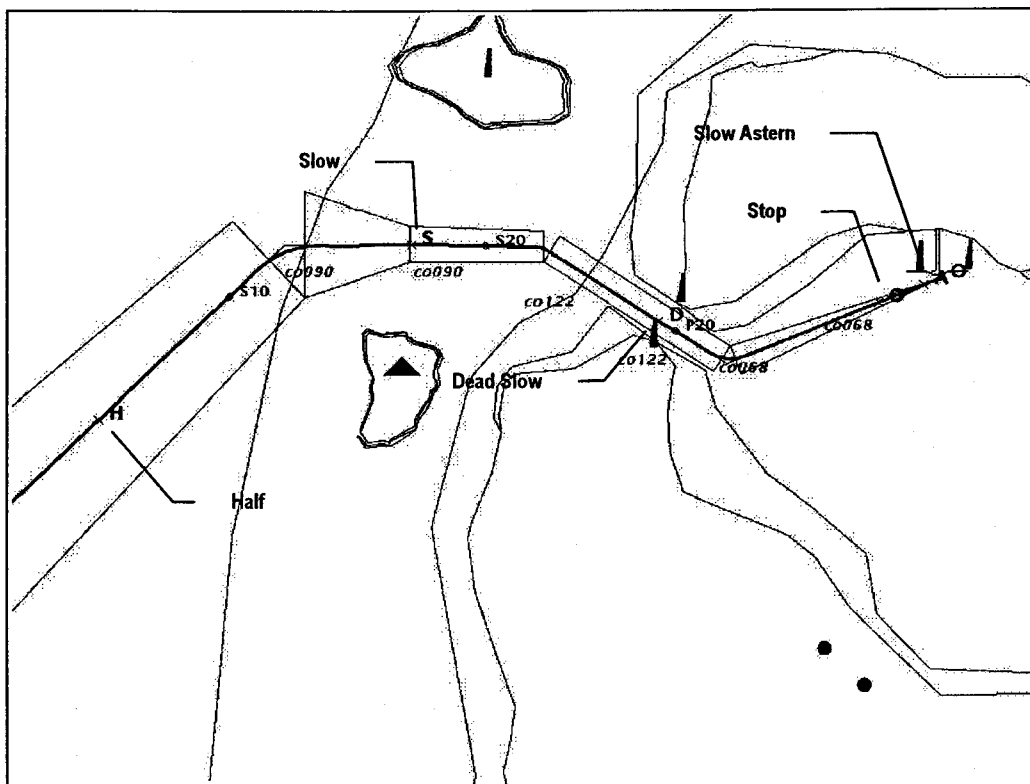 Slow Astern
Slow
Stop
S
S20
co090
co090
S10
co122
D
P20
co068
co122
co068
Dead Slow
H
Half